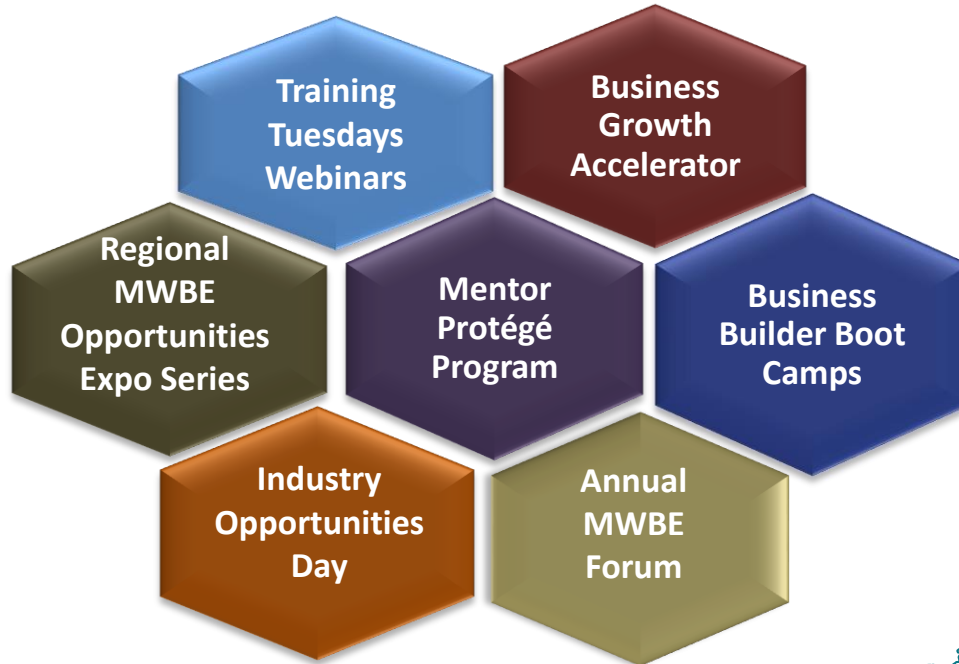 Training
Tuesdays
Webinars
Business
Growth
Accelerator
Regional
MWBE
Opportunities
Expo Series
Mentor
Protégé
Program
Business
Builder Boot
Camps
Industry
Opportunities
Day
Annual
MWBE
Forum